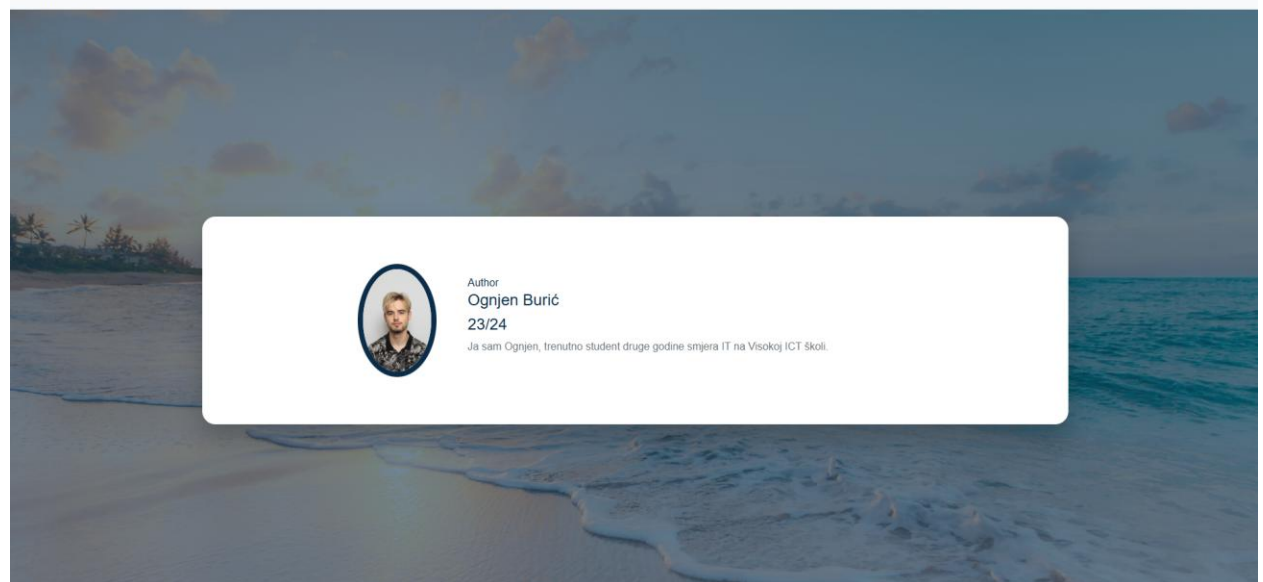 Author
Ognjen Burić
23/24
Ja sam Ognjen, trenutno student druge godine smjera IT na Visokoj ICT školi.